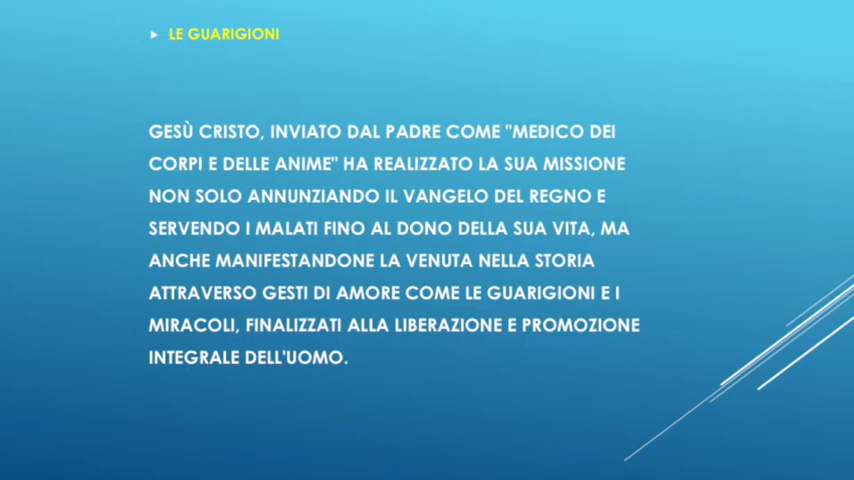 LE GUARIGIONI
GESÙ CRISTO, INVIATO DAL PADRE COME "MEDICO DEI
CORPI E DELLE ANIME" HA REALIZZATO LA SUA MISSIONE
NON SOLO ANNUNZIANDO IL VANGELO DEL REGNO E
SERVENDO I MALATI FINO AL DONO DELLA SUA VITA, MA
ANCHE MANIFESTANDONE LA VENUTA NELLA STORIA
ATTRAVERSO GESTI DI AMORE COME LE GUARIGIONI E I
MIRACOLI, FINALIZZATI ALLA LIBERAZIONE E PROMOZIONE
INTEGRALE DELL'UOMO.